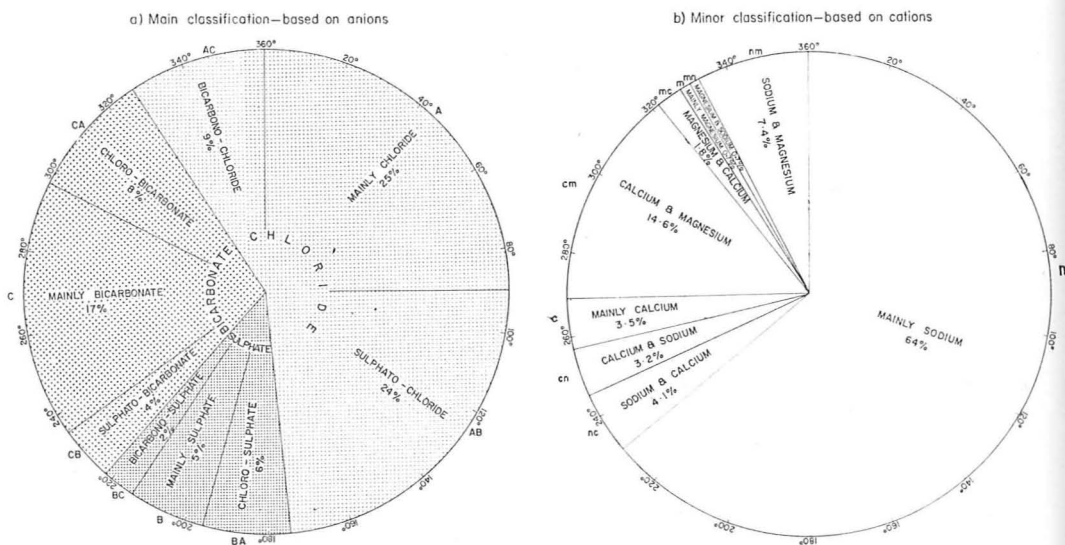 a) Main classification—based on anions
360°
20°
40°
60°
80°
100°
120°
140°
160°
180°
200°
220°
240°
260°
280°
300°
320°
340°
A
AB
BA
B
BC
CB
C
CA
AC
CHLORIDE
MAINLY CHLORIDE
25%
SULPHATO-CHLORIDE
24%
SULPHATE
CHLORO-SULPHATE
6%
MAINLY SULPHATE
5%
BICARBONO-SULPHATE
2%
BICARBONATE
SULPHATO-BICARBONATE
4%
MAINLY BICARBONATE
17%
CHLORO-BICARBONATE
8%
BICARBONO-CHLORIDE
9%
b) Minor classification—based on cations
360°
20°
40°
60°
80°
100°
120°
140°
160°
180°
200°
220°
240°
260°
280°
300°
320°
340°
nc
cn
cm
mc
m
mn
nm
MAINLY SODIUM
64%
SODIUM & CALCIUM
4·1%
CALCIUM & SODIUM
3·2%
MAINLY CALCIUM
3·5%
CALCIUM & MAGNESIUM
14·6%
MAGNESIUM & CALCIUM
1·8%
MAINLY MAGNESIUM
MAGNESIUM & SODIUM
SODIUM & MAGNESIUM
7·4%